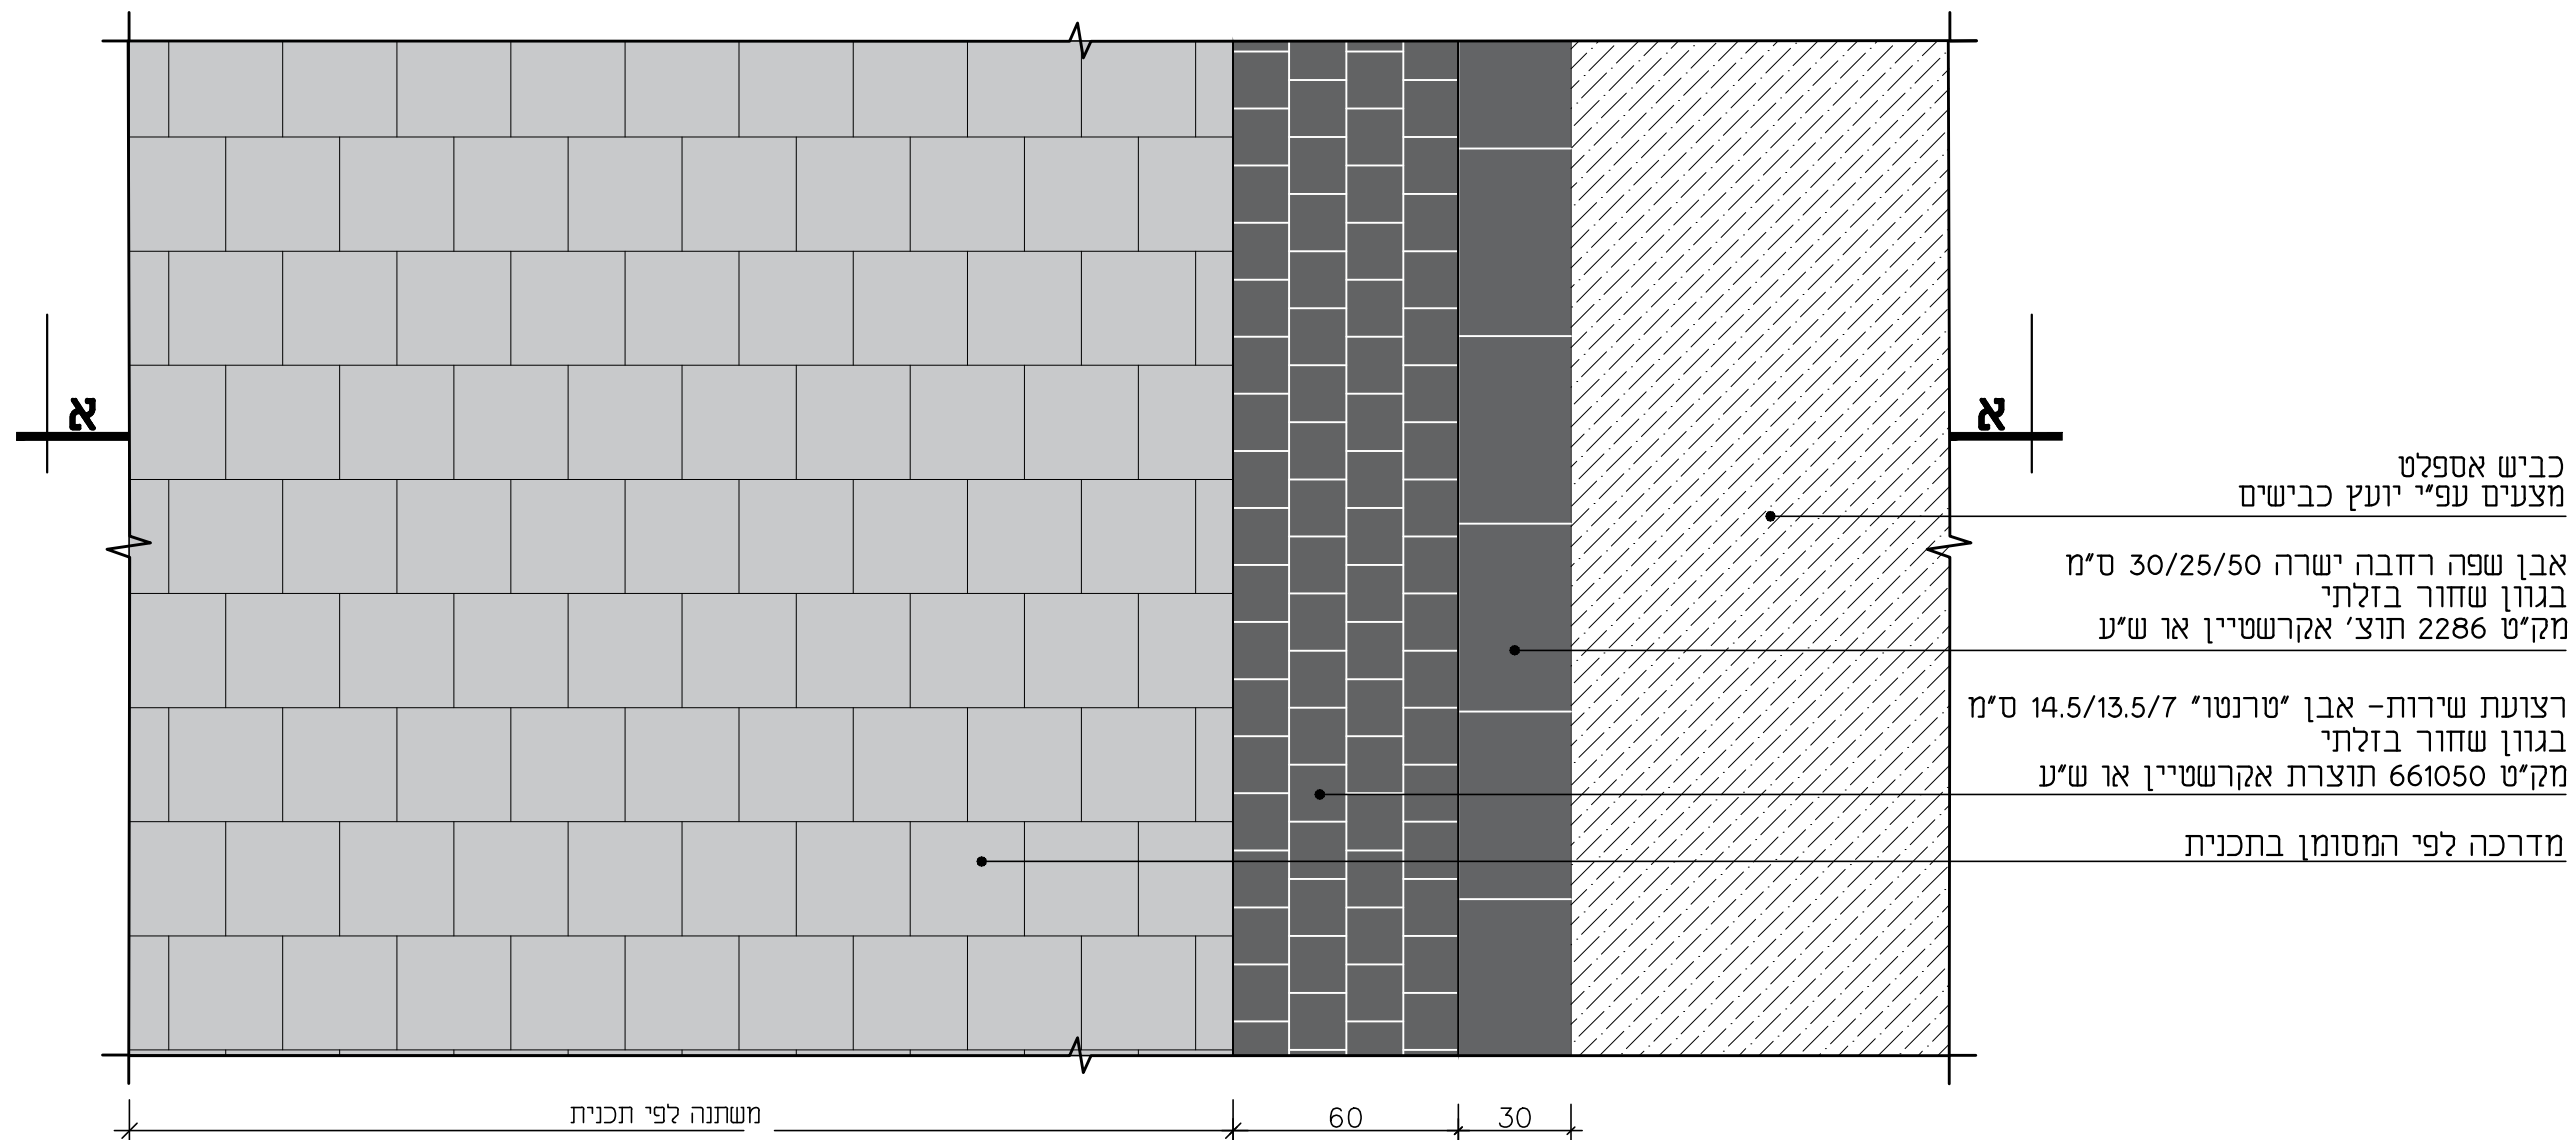 א
א
כביש אספלט
מצעים עפ"י יועץ כבישים
אבן שפה רחבה ישרה 30/25/50 ס"מ
בגוון שחור בזלתי
מק"ט 2286 תוצ' אקרשטיין או ש"ע
רצועת שירות- אבן "טרנטו" 14.5/13.5/7 ס"מ
בגוון שחור בזלתי
מק"ט 661050 תוצרת אקרשטיין או ש"ע
מדרכה לפי המסומן בתכנית
30
60
משתנה לפי תכנית